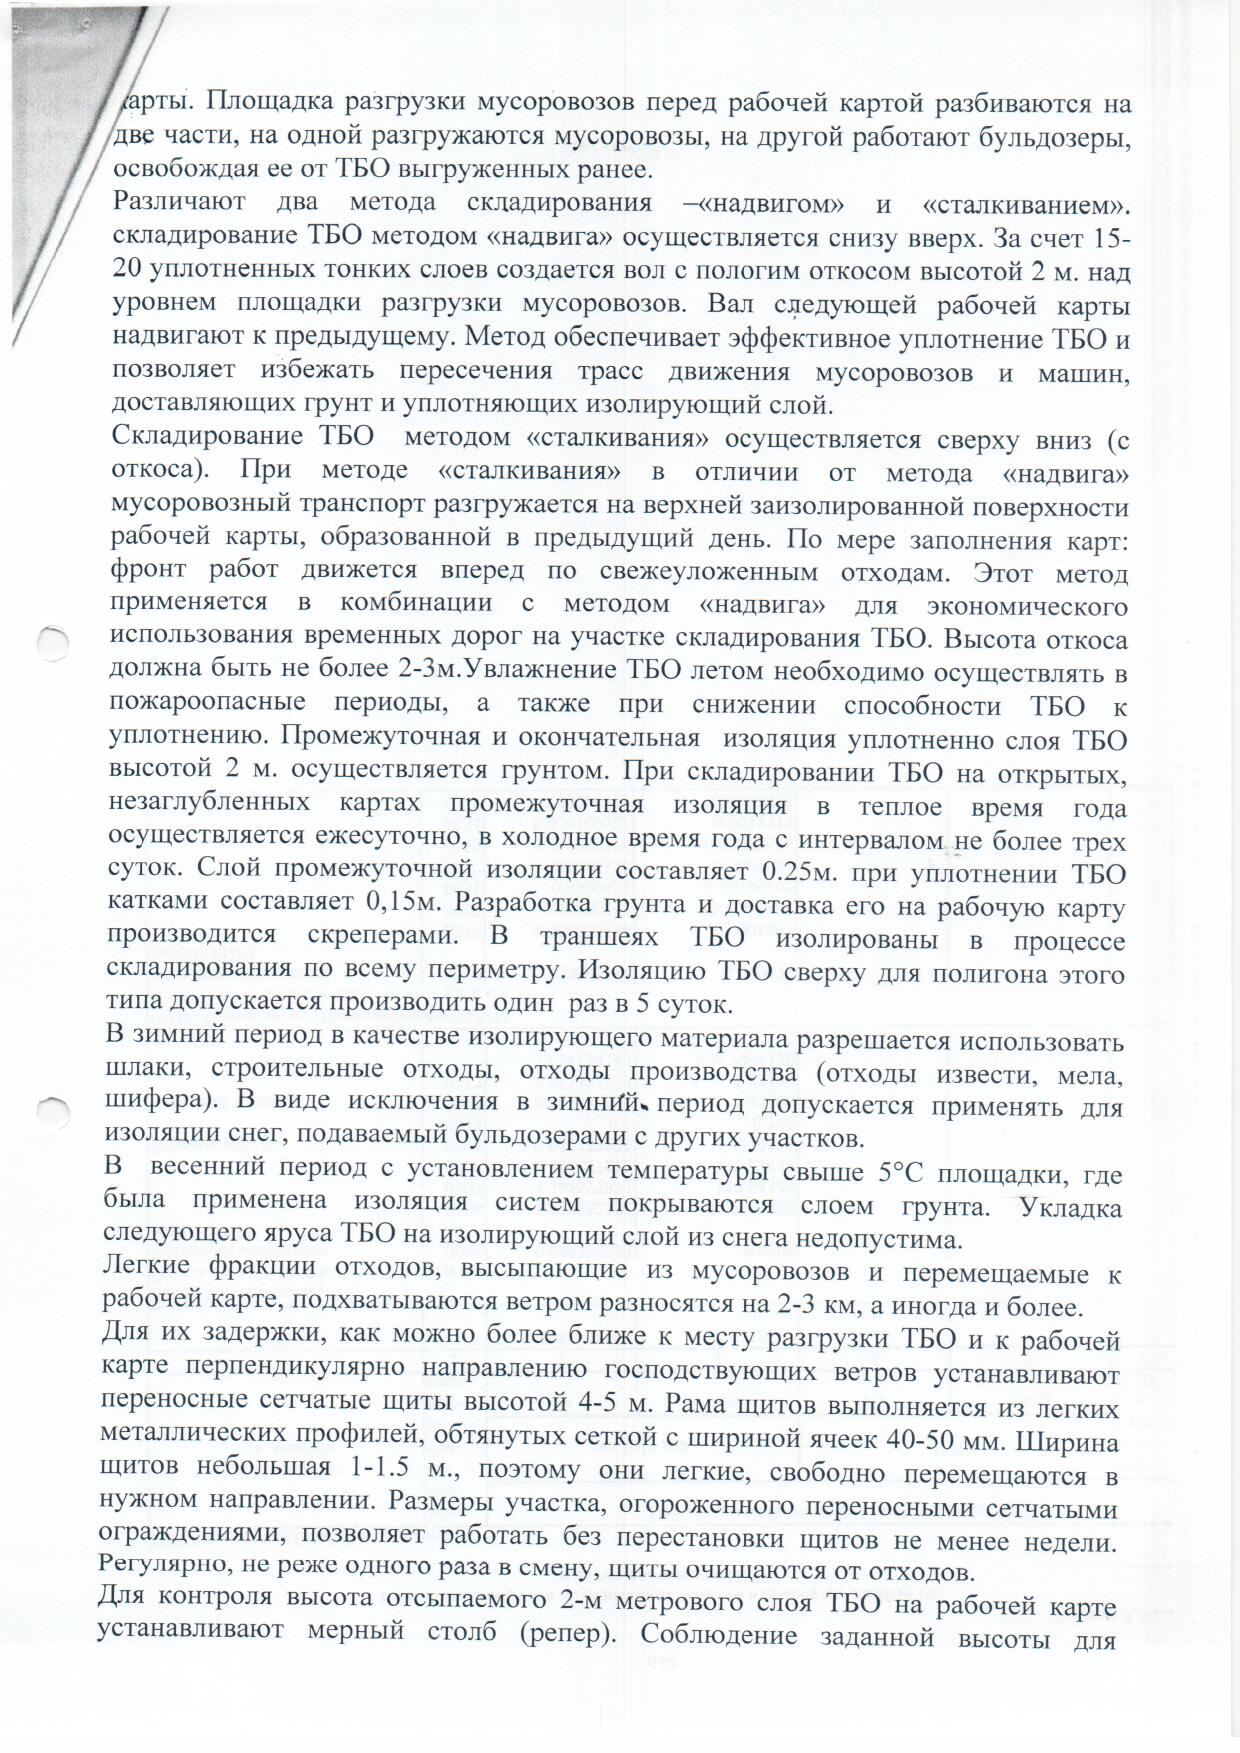 карты. Площадка разгрузки мусоровозов перед рабочей картой разбиваются на
две части, на одной разгружаются мусоровозы, на другой работают бульдозеры,
освобождая ее от ТБО выгруженных ранее.
Различают два метода складирования –«надвигом» и «сталкиванием».
складирование ТБО методом «надвига» осуществляется снизу вверх. За счет 15-
20 уплотненных тонких слоев создается вол с пологим откосом высотой 2 м. над
уровнем площадки разгрузки мусоровозов. Вал следующей рабочей карты
надвигают к предыдущему. Метод обеспечивает эффективное уплотнение ТБО и
позволяет избежать пересечения трасс движения мусоровозов и машин,
доставляющих грунт и уплотняющих изолирующий слой.
Складирование ТБО методом «сталкивания» осуществляется сверху вниз (с
откоса). При методе «сталкивания» в отличии от метода «надвига»
мусоровозный транспорт разгружается на верхней заизолированной поверхности
рабочей карты, образованной в предыдущий день. По мере заполнения карт:
фронт работ движется вперед по свежеуложенным отходам. Этот метод
применяется в комбинации с методом «надвига» для экономического
использования временных дорог на участке складирования ТБО. Высота откоса
должна быть не более 2-3м.Увлажнение ТБО летом необходимо осуществлять в
пожароопасные периоды, а также при снижении способности ТБО к
уплотнению. Промежуточная и окончательная изоляция уплотненно слоя ТБО
высотой 2 м. осуществляется грунтом. При складировании ТБО на открытых,
незаглубленных картах промежуточная изоляция в теплое время года
осуществляется ежесуточно, в холодное время года с интервалом не более трех
суток. Слой промежуточной изоляции составляет 0.25м. при уплотнении ТБО
катками составляет 0,15м. Разработка грунта и доставка его на рабочую карту
производится скреперами. В траншеях ТБО изолированы в процессе
складирования по всему периметру. Изоляцию ТБО сверху для полигона этого
типа допускается производить один раз в 5 суток.
В зимний период в качестве изолирующего материала разрешается использовать
шлаки, строительные отходы, отходы производства (отходы извести, мела,
шифера). В виде исключения в зимний период допускается применять для
изоляции снег, подаваемый бульдозерами с других участков.
В весенний период с установлением температуры свыше 5°С площадки, где
была применена изоляция систем покрываются слоем грунта. Укладка
следующего яруса ТБО на изолирующий слой из снега недопустима.
Легкие фракции отходов, высыпающие из мусоровозов и перемещаемые к
рабочей карте, подхватываются ветром разносятся на 2-3 км, а иногда и более.
Для их задержки, как можно более ближе к месту разгрузки ТБО и к рабочей
карте перпендикулярно направлению господствующих ветров устанавливают
переносные сетчатые щиты высотой 4-5 м. Рама щитов выполняется из легких
металлических профилей, обтянутых сеткой с шириной ячеек 40-50 мм. Ширина
щитов небольшая 1-1.5 м., поэтому они легкие, свободно перемещаются в
нужном направлении. Размеры участка, огороженного переносными сетчатыми
ограждениями, позволяет работать без перестановки щитов не менее недели.
Регулярно, не реже одного раза в смену, щиты очищаются от отходов.
Для контроля высота отсыпаемого 2-м метрового слоя ТБО на рабочей карте
устанавливают мерный столб (репер). Соблюдение заданной высоты для